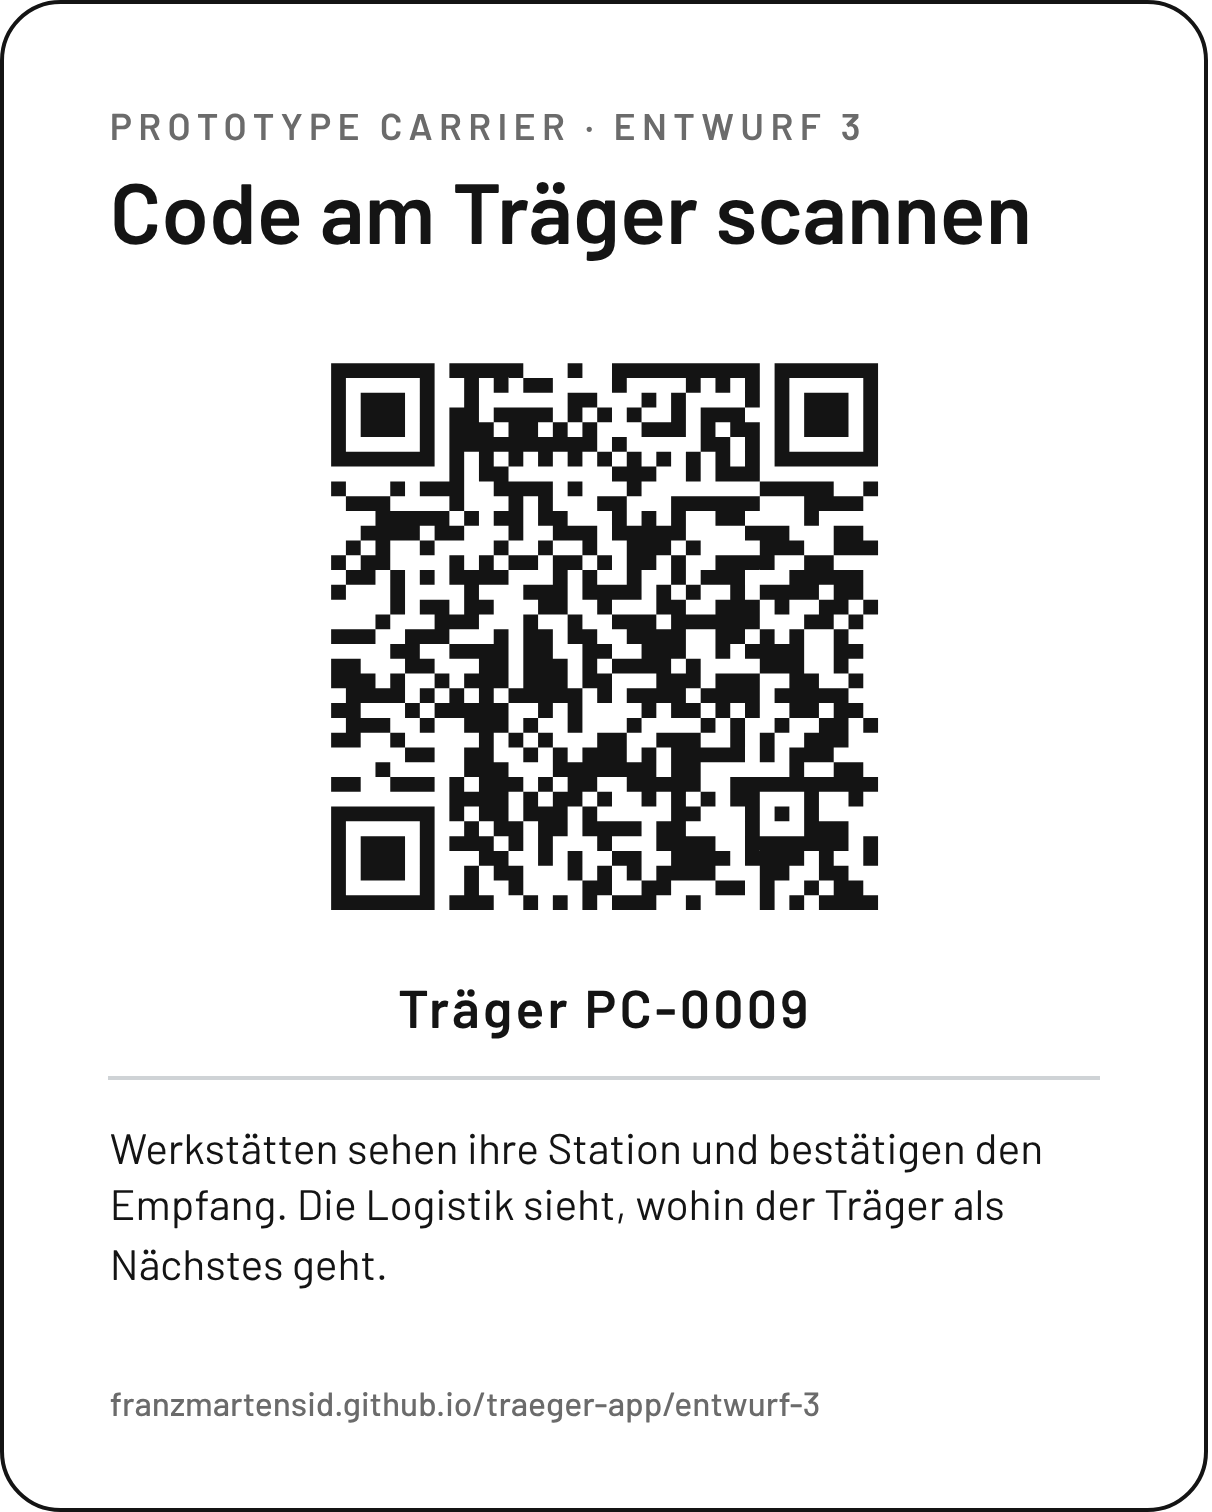 PROTOTYPE CARRIER · ENTWURF 3
Code am Träger scannen
Träger PC-0009
Werkstätten sehen ihre Station und bestätigen den
Empfang. Die Logistik sieht, wohin der Träger als
Nächstes geht.
franzmartensid.github.io/traeger-app/entwurf-3